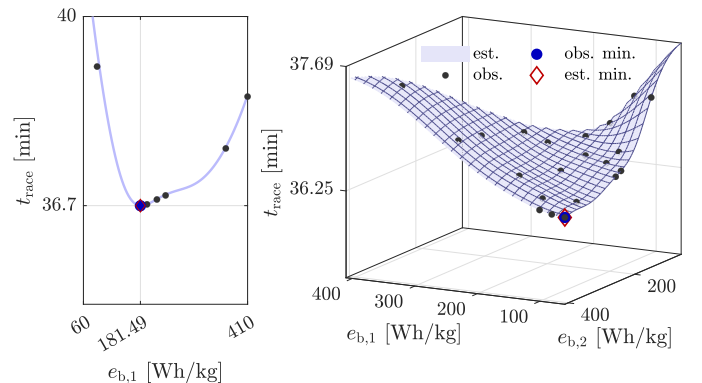 40
36.7
t_race [min]
60
181.49
410
e_b,1 [Wh/kg]
37.69
36.25
t_race [min]
est.
obs. min.
obs.
est. min.
400
300
200
100
e_b,1 [Wh/kg]
200
400
e_b,2 [Wh/kg]